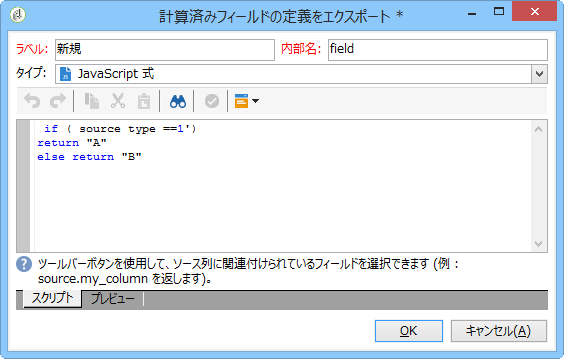 計算済みフィールドの定義をエクスポート *
ラベル: 新規 内部名: field
タイプ: JavaScript 式
if ( source type ==1')
return "A"
else return "B"
ツールバーボタンを使用して、ソース列に関連付けられているフィールドを選択できます (例 :
source.my_column を返します)。
スクリプト プレビュー
OK キャンセル(A)